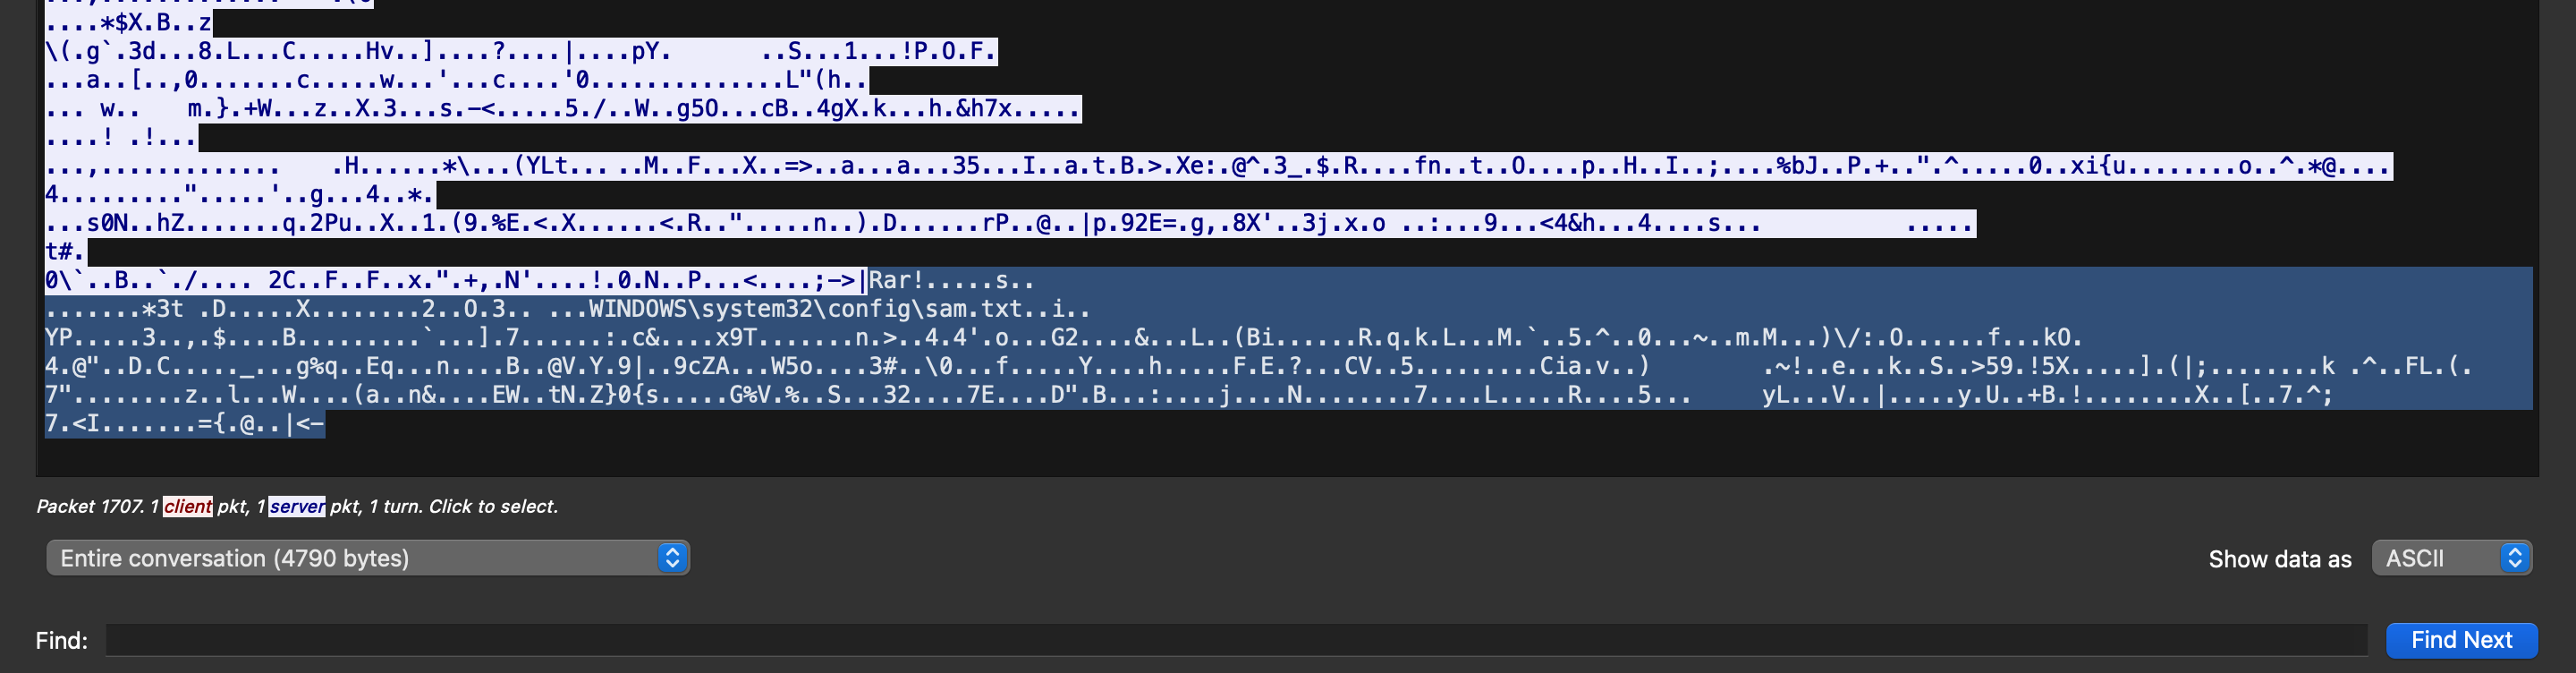 ....*$X.B..z
\(.g`.3d...8.L...C.....Hv..]....?....|....pY.       ..S...1...!P.O.F.
...a..[..,0.......c.....w...'...c....'0..............L"(h..
... w..    m.}.+W...z..X.3...s.-<.....5./..W..g5O...cB..4gX.k...h.&h7x.....
....! .!...
...,.............    .H......*\...(YLt... ..M..F...X..=>..a...a...35...I..a.t.B.>.Xe:.@^.3_.$.R....fn..t..O....p..H..I..;....%bJ..P.+..".^.....0..xi{u........o..^.*@....
4.........".....'..g...4..*.
...s0N..hZ.......q.2Pu..X..1.(9.%E.<.X......<.R..".....n..).D......rP..@..|p.92E=.g,.8X'..3j.x.o ..:...9...<4&h...4....s...           .....
t#.
0\`..B..`./.... 2C..F..F..x.".+,.N'....!.0.N..P...<....;->|Rar!.....s..
.......*3t .D.....X........2..O.3.. ...WINDOWS\system32\config\sam.txt..i..
YP.....3..,.$....B.........`...].7......:.c&....x9T.......n.>..4.4'.o...G2....&...L..(Bi......R.q.k.L...M.`..5.^..0...~..m.M...)\/:.O......f...kO.
4.@"..D.C....._...g%q..Eq...n....B..@V.Y.9|..9cZA...W5o....3#..\0...f.....Y....h.....F.E.?...CV..5.........Cia.v..)        .~!..e...k..S..>59.!5X.....].(|;........k .^..FL.(.
7"........z..l...W....(a..n&....EW..tN.Z}0{s.....G%V.%..S...32....7E....D".B...:....j....N........7....L.....R....5...     yL...V..|.....y.U..+B.!........X..[..7.^;
7.<I.......={.@..|<-
Packet 1707. 1 client pkt, 1 server pkt, 1 turn. Click to select.
Entire conversation (4790 bytes)
Show data as ASCII
Find:
Find Next